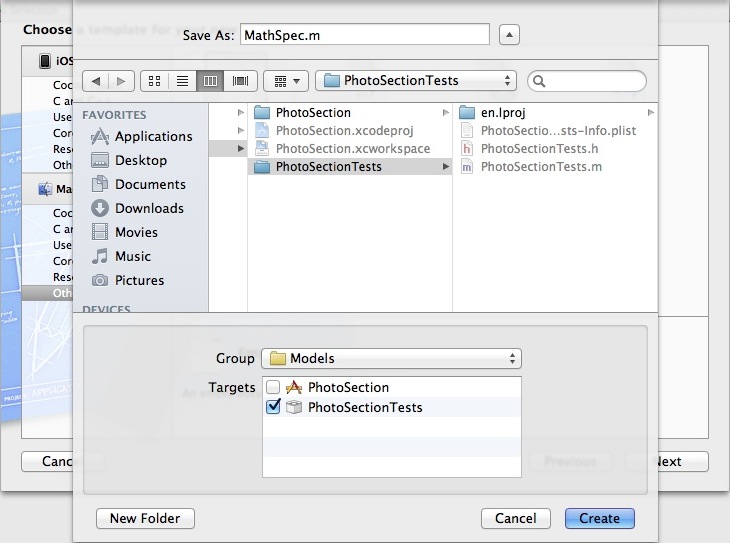 Choose a template for your new
Save As: MathSpec.m
PhotoSectionTests
iOS
Coc
C ar
Use
Cor
Res
Oth
Ma
Coc
C ar
Use
Cor
Res
Oth
FAVORITES
Applications
Desktop
Documents
Downloads
Movies
Music
Pictures
DEVICES
PhotoSection
PhotoSection.xcodeproj
PhotoSection.xcworkspace
PhotoSectionTests
en.lproj
PhotoSectio...sts-Info.plist
PhotoSectionTests.h
PhotoSectionTests.m
Group Models
Targets PhotoSection
PhotoSectionTests
Canc Previous Next
New Folder Cancel Create